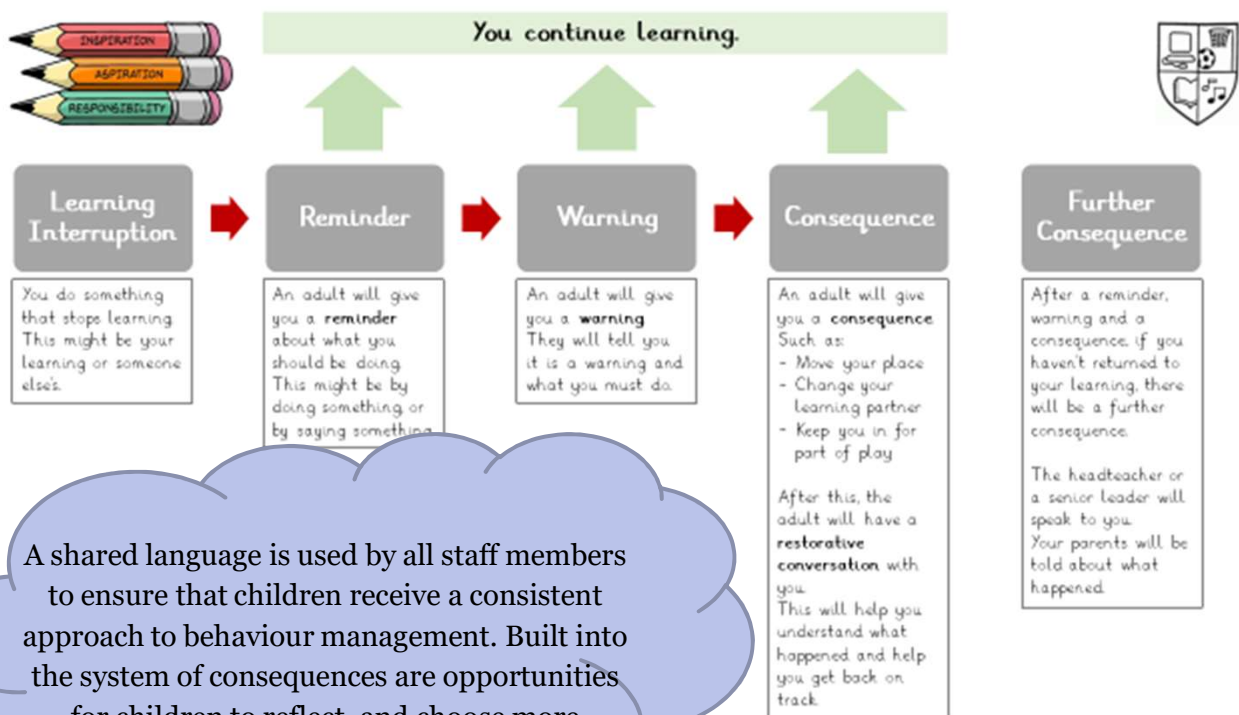 INSPIRATION
ASPIRATION
RESPONSIBILITY
You continue learning.
Learning
Interruption
You do something
that stops learning.
This might be your
learning or someone
else's.
Reminder
An adult will give
you a reminder
about what you
should be doing.
This might be by
doing something, or
by saying something.
Warning
An adult will give
you a warning.
They will tell you
it is a warning and
what you must do.
Consequence
An adult will give
you a consequence.
Such as:
- Move your place
- Change your
learning partner
- Keep you in for
part of play
After this, the
adult will have a
restorative
conversation with
you.
This will help you
understand what
happened and help
you get back on
track.
Further
Consequence
After a reminder,
warning and a
consequence, if you
haven't returned to
your learning, there
will be a further
consequence.
The headteacher or
a senior leader will
speak to you.
Your parents will be
told about what
happened.
A shared language is used by all staff members
to ensure that children receive a consistent
approach to behaviour management. Built into
the system of consequences are opportunities
for children to reflect, and choose more